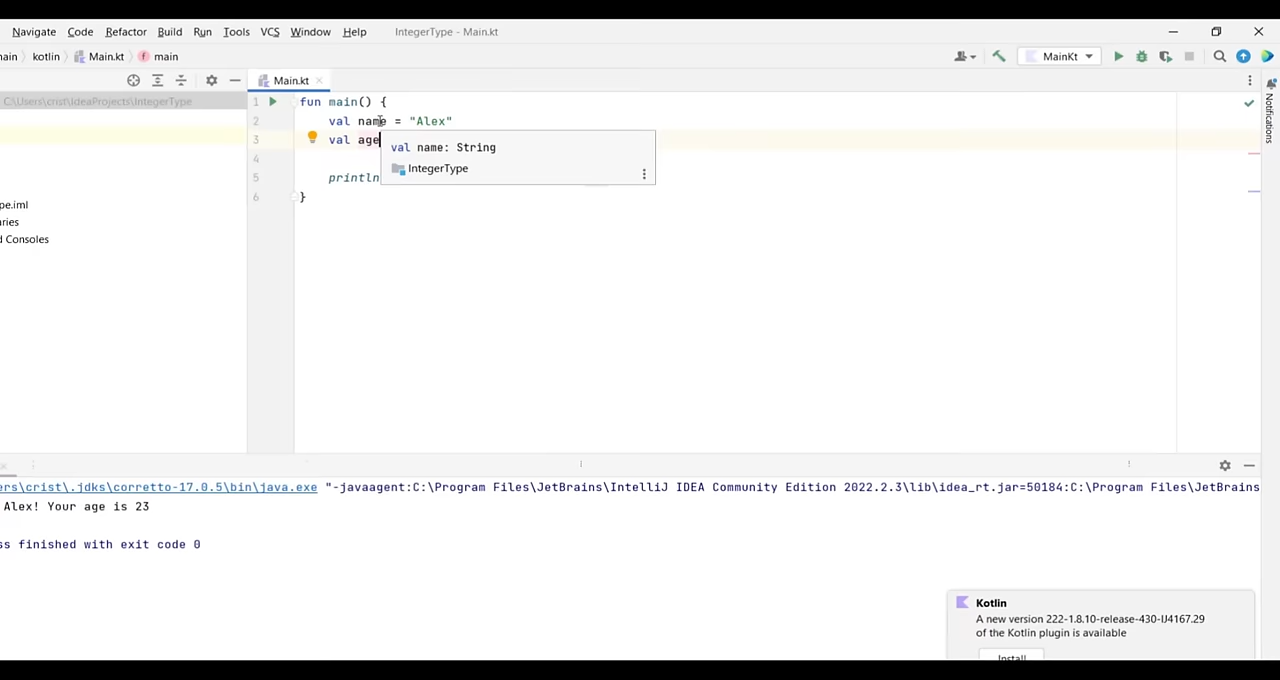 Navigate Code Refactor Build Run Tools VCS Window Help IntegerType - Main.kt
kotlin Main.kt main MainKt
Main.kt
C:\Users\crist\IdeaProjects\IntegerType
1 fun main() {
2 val name = "Alex"
3 val age
val name: String
4
IntegerType
5 println
6 }
Notifications
pe.iml
d Consoles
ers\crist\.jdks\corretto-17.0.5\bin\java.exe "-javaagent:C:\Program Files\JetBrains\IntelliJ IDEA Community Edition 2022.2.3\lib\idea_rt.jar=50184:C:\Program Files\JetBrains
Alex! Your age is 23
ss finished with exit code 0
Kotlin
A new version 222-1.8.10-release-430-IJ4167.29
of the Kotlin plugin is available
Install